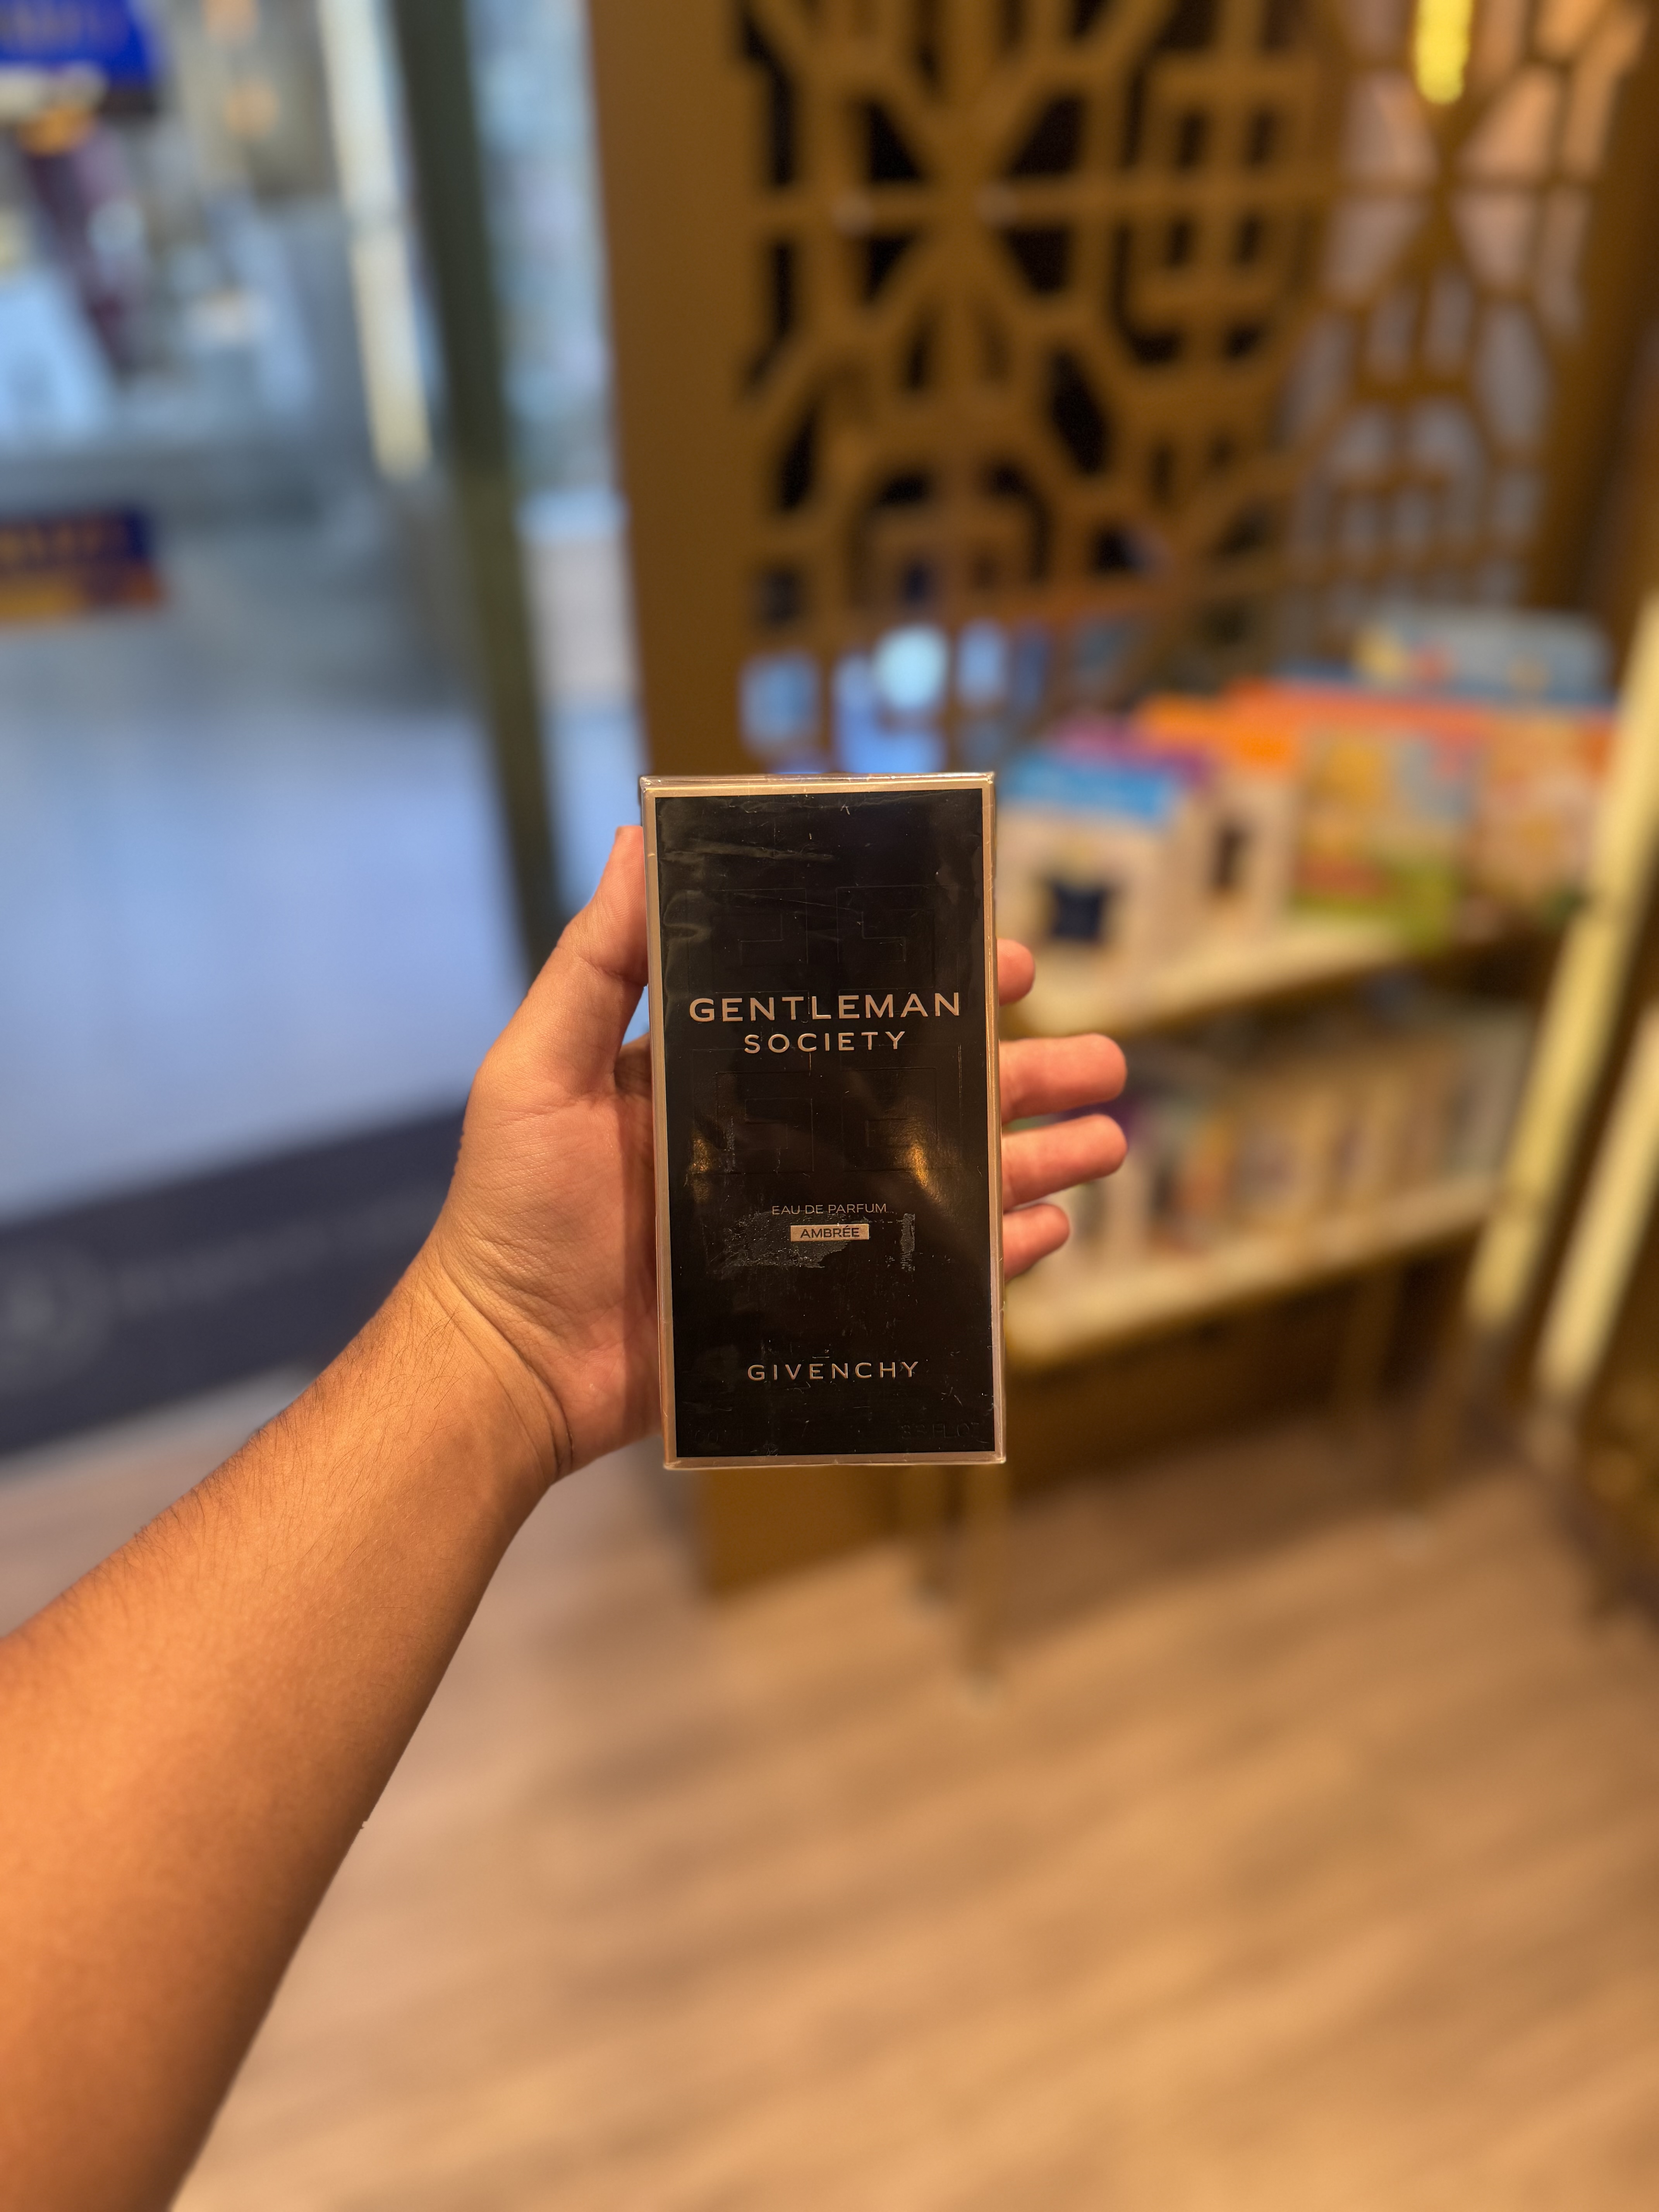 GENTLEMAN
SOCIETY
EAU DE PARFUM
AMBRÉE
GIVENCHY